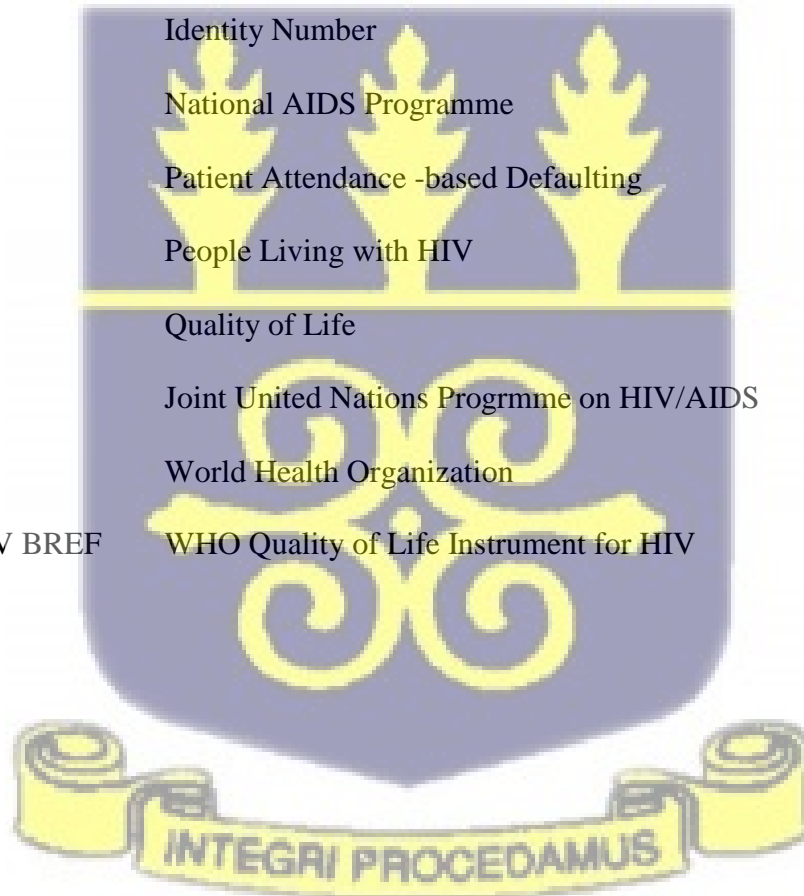 Identity Number
National AIDS Programme
Patient Attendance -based Defaulting
People Living with HIV
Quality of Life
Joint United Nations Progrmme on HIV/AIDS
World Health Organization
V BREF WHO Quality of Life Instrument for HIV
INTEGRI PROCEDAMUS